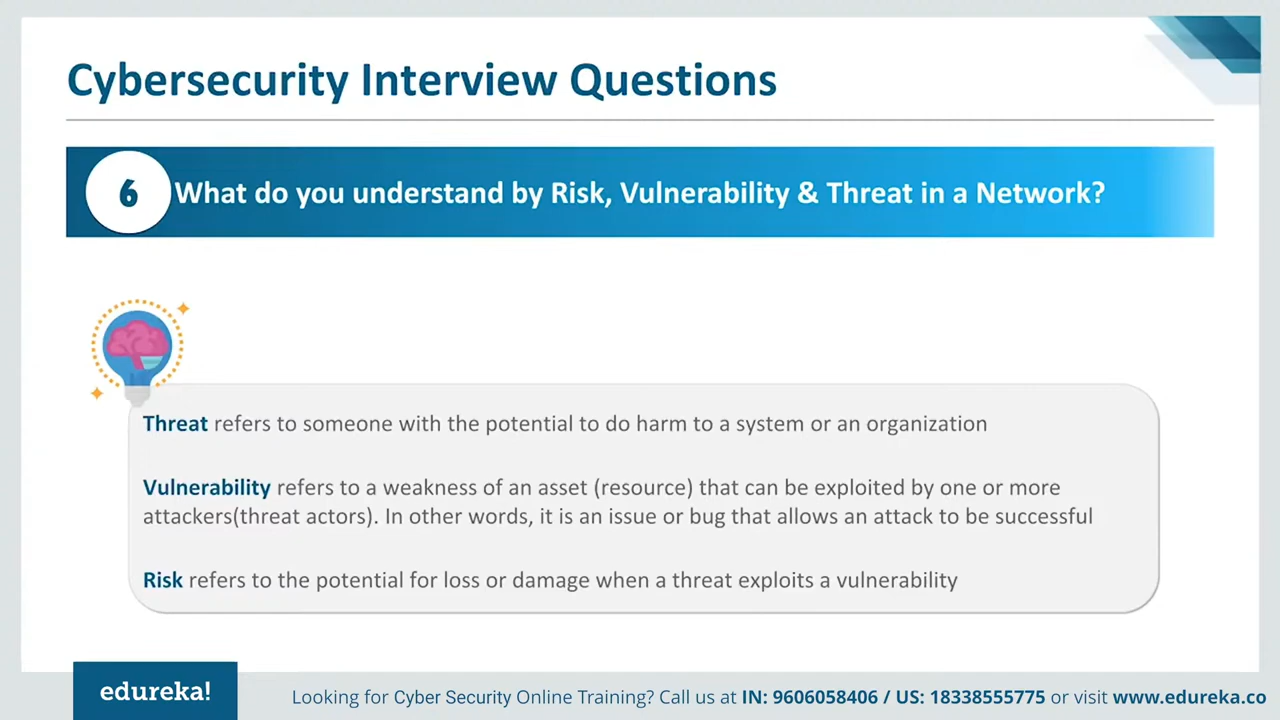 Cybersecurity Interview Questions
6
What do you understand by Risk, Vulnerability & Threat in a Network?
Threat refers to someone with the potential to do harm to a system or an organization
Vulnerability refers to a weakness of an asset (resource) that can be exploited by one or more
attackers(threat actors). In other words, it is an issue or bug that allows an attack to be successful
Risk refers to the potential for loss or damage when a threat exploits a vulnerability
edureka!
Looking for Cyber Security Online Training? Call us at IN: 9606058406 / US: 18338555775 or visit www.edureka.co